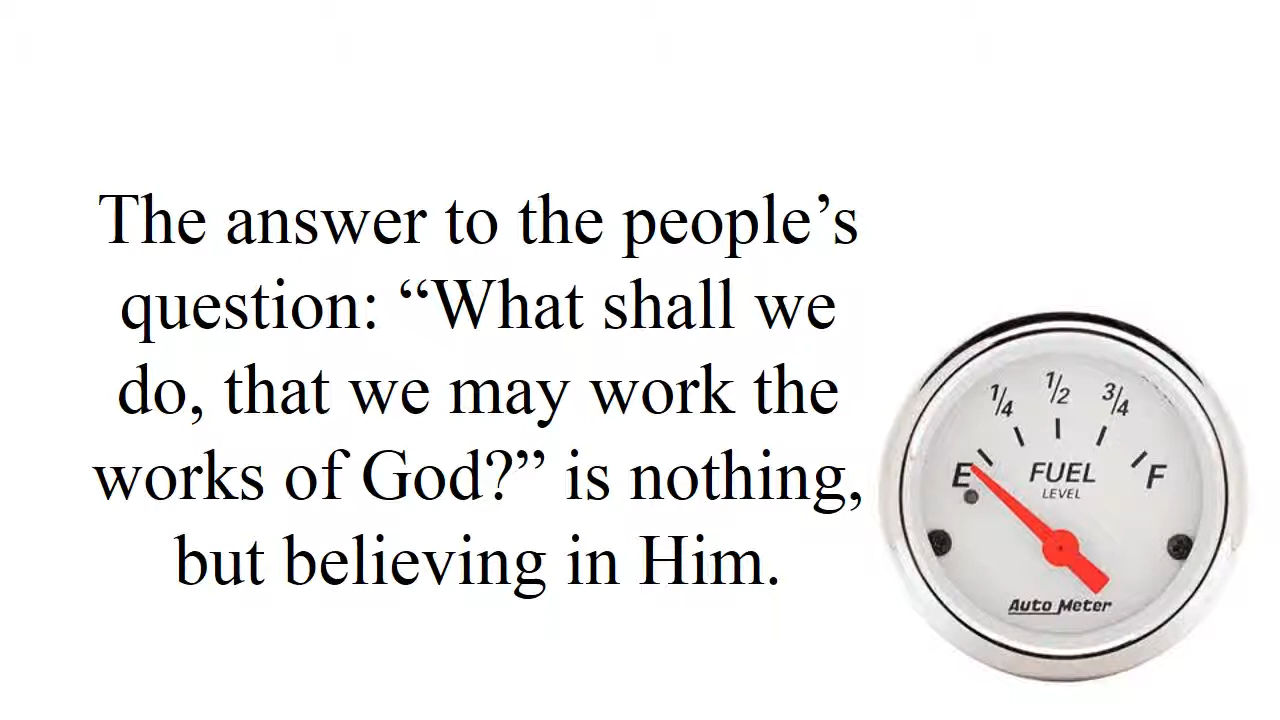 The answer to the people’s
question: “What shall we
do, that we may work the
works of God?” is nothing,
but believing in Him.
1/4 1/2 3/4
E FUEL F
LEVEL
Auto Meter